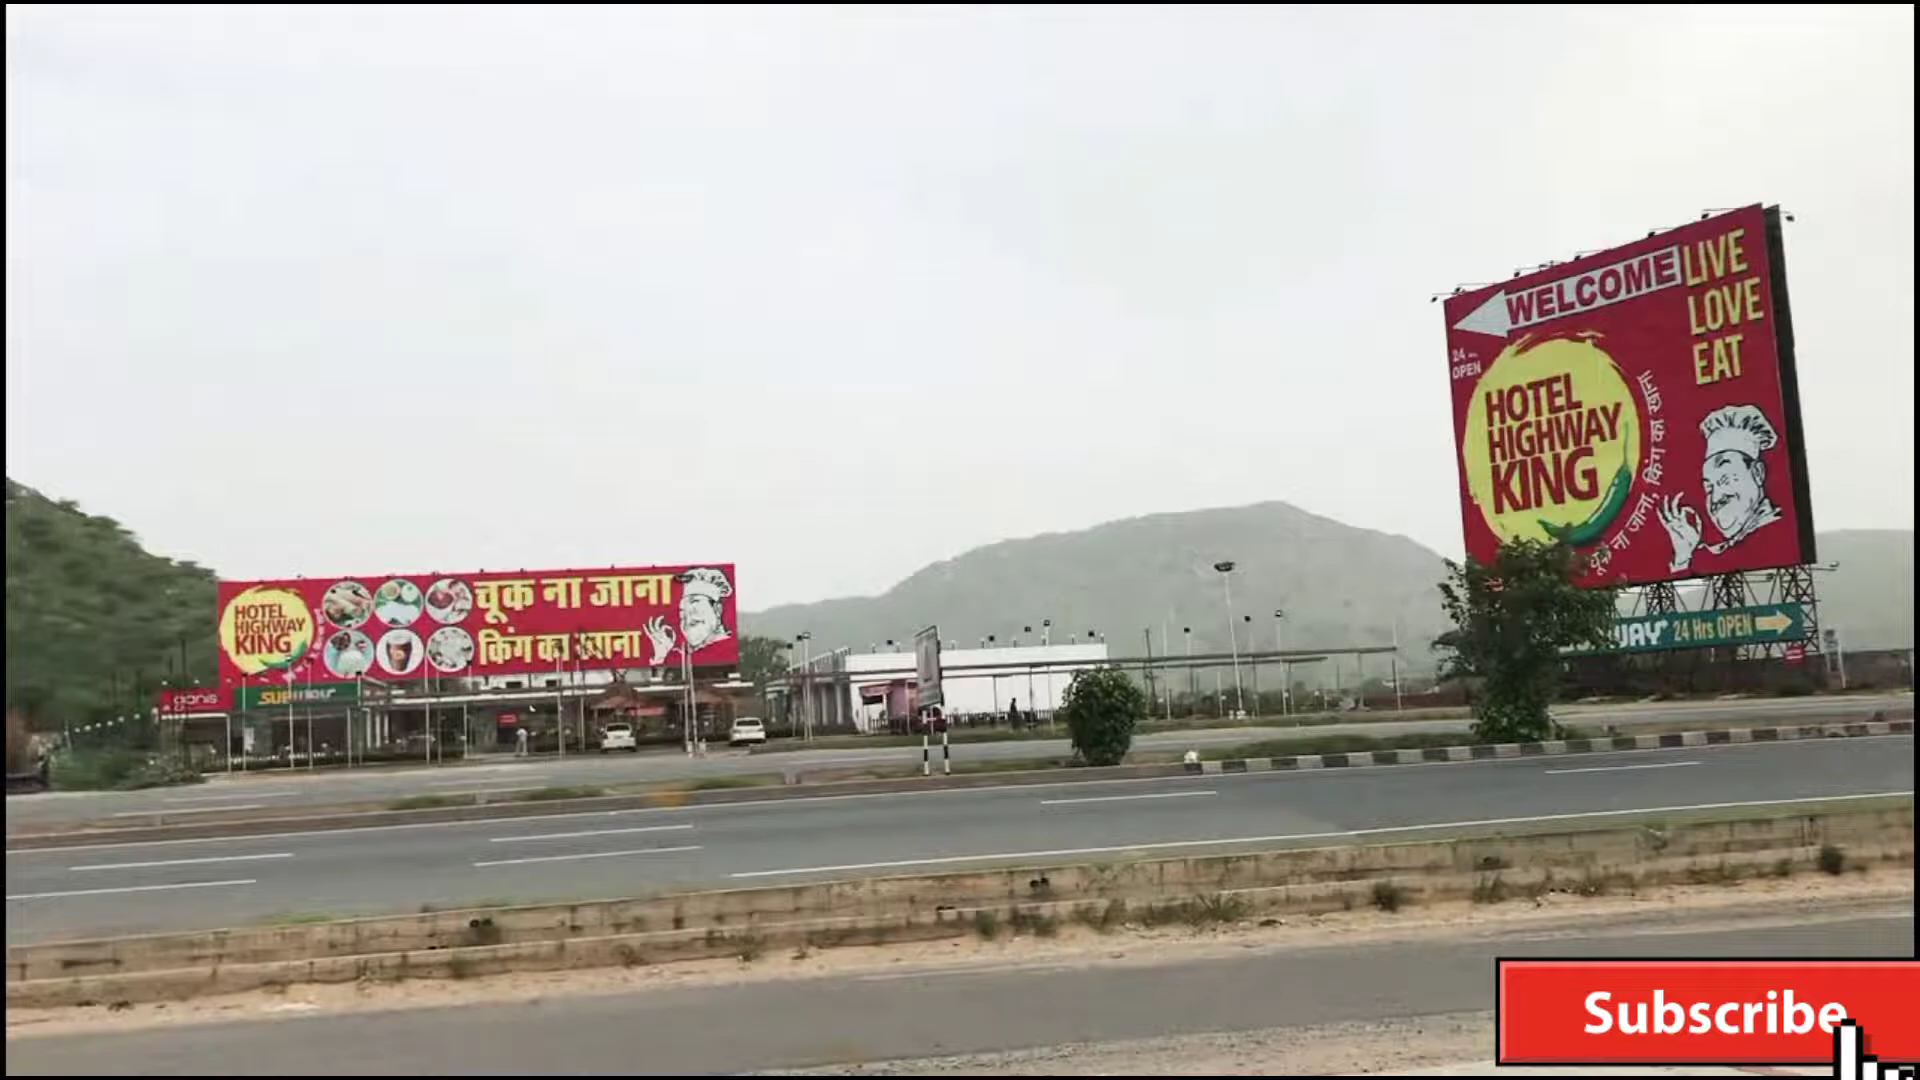 WELCOME
LIVE
LOVE
EAT
24 Hrs
OPEN
HOTEL
HIGHWAY
KING
चूक ना जाना, किंग का खाना
24 Hrs OPEN
HOTEL
HIGHWAY
KING
चूक ना जाना
किंग का खाना
SUBWAY
Subscribe